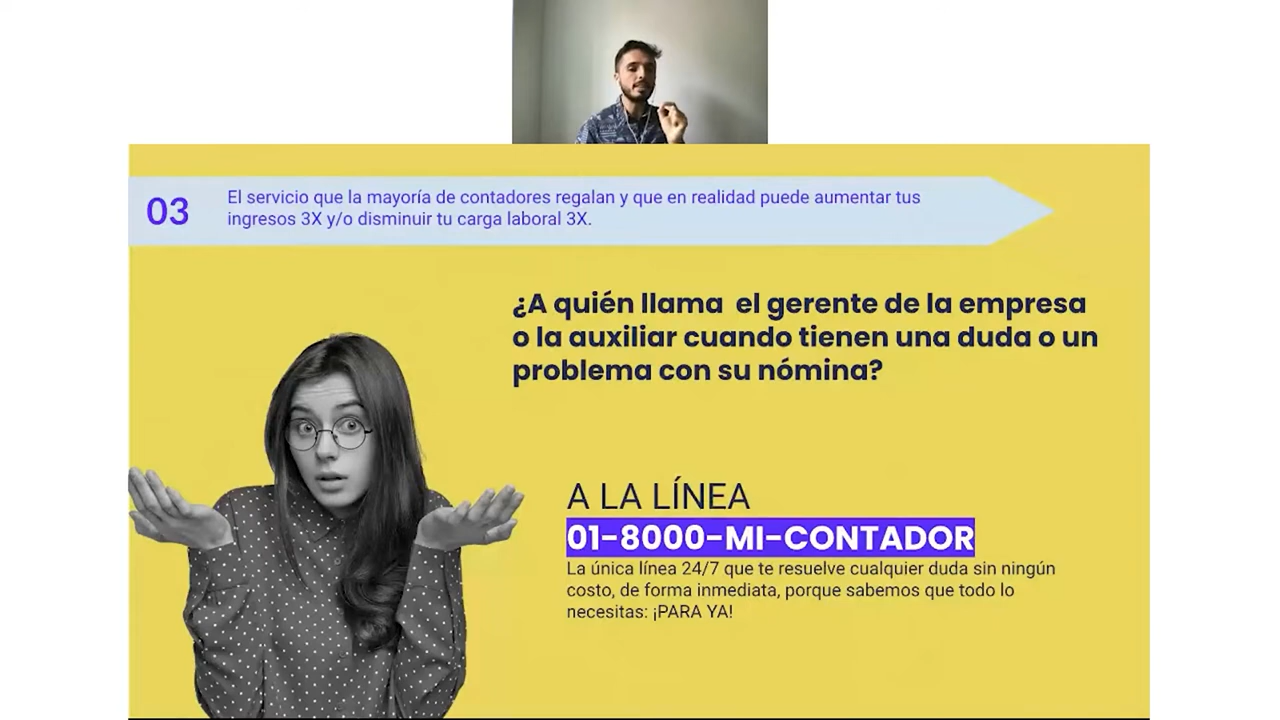 03
El servicio que la mayoría de contadores regalan y que en realidad puede aumentar tus
ingresos 3X y/o disminuir tu carga laboral 3X.
¿A quién llama el gerente de la empresa
o la auxiliar cuando tienen una duda o un
problema con su nómina?
A LA LÍNEA
01-8000-MI-CONTADOR
La única línea 24/7 que te resuelve cualquier duda sin ningún
costo, de forma inmediata, porque sabemos que todo lo
necesitas: ¡PARA YA!